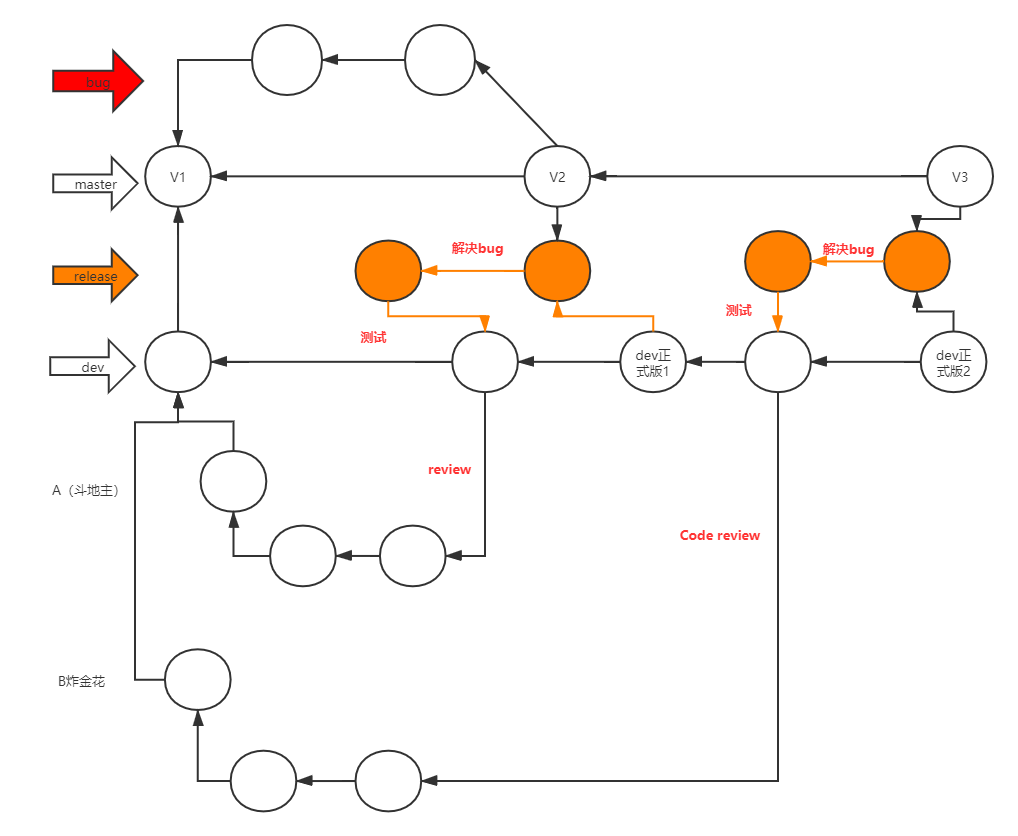 bug
master
V1
V2
V3
release
解决bug
解决bug
测试
测试
dev
dev正
式版1
dev正
式版2
review
A（斗地主）
Code review
B炸金花